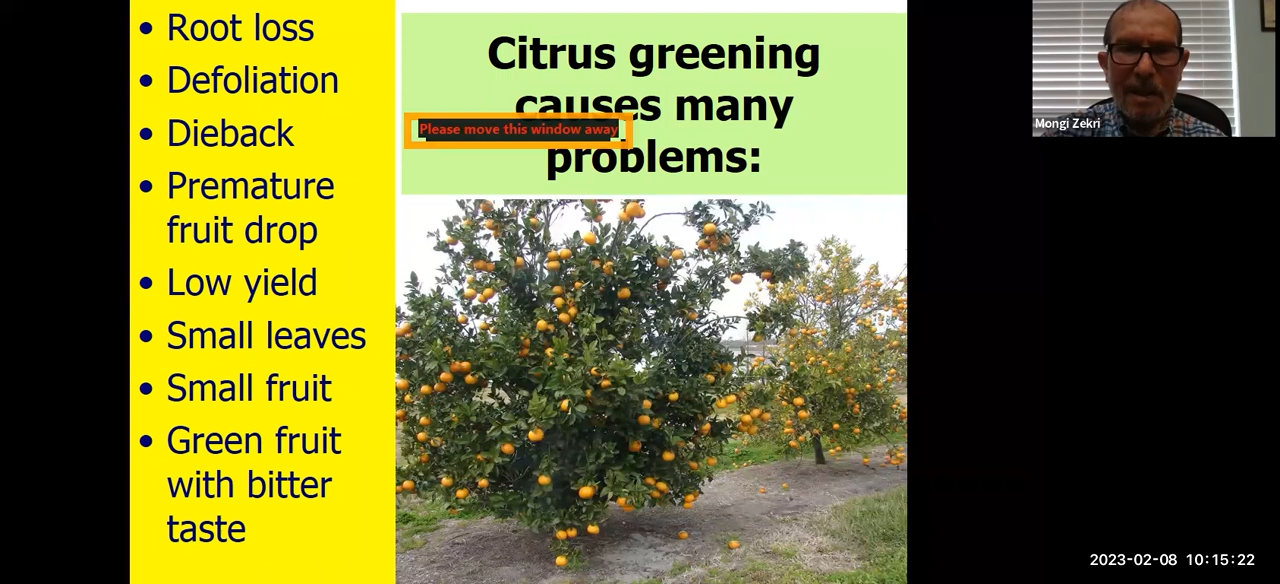 • Root loss
• Defoliation
• Dieback
• Premature
fruit drop
• Low yield
• Small leaves
• Small fruit
• Green fruit
with bitter
taste
Citrus greening
causes many
problems:
Please move this window away
Mongi Zekri
2023-02-08 10:15:22